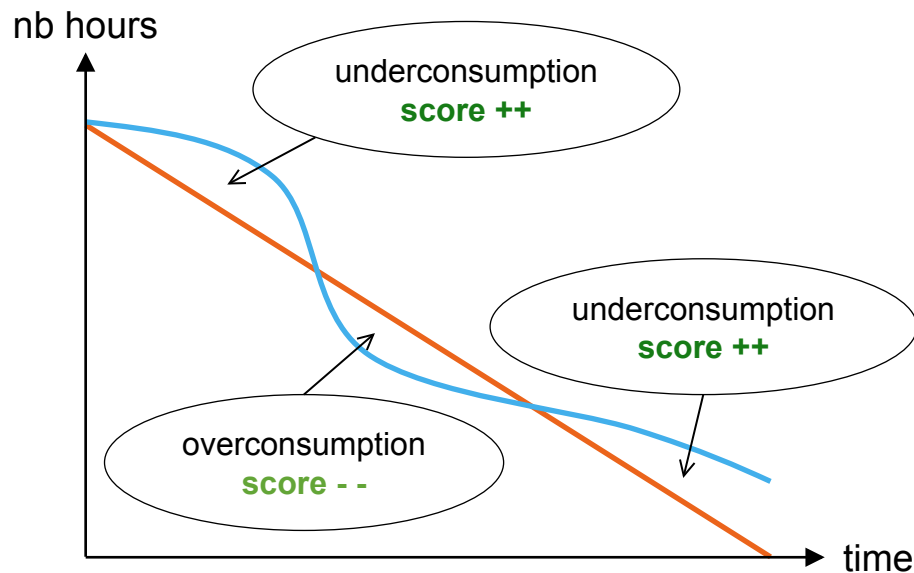 nb hours
underconsumption
score ++
underconsumption
score ++
overconsumption
score - -
time